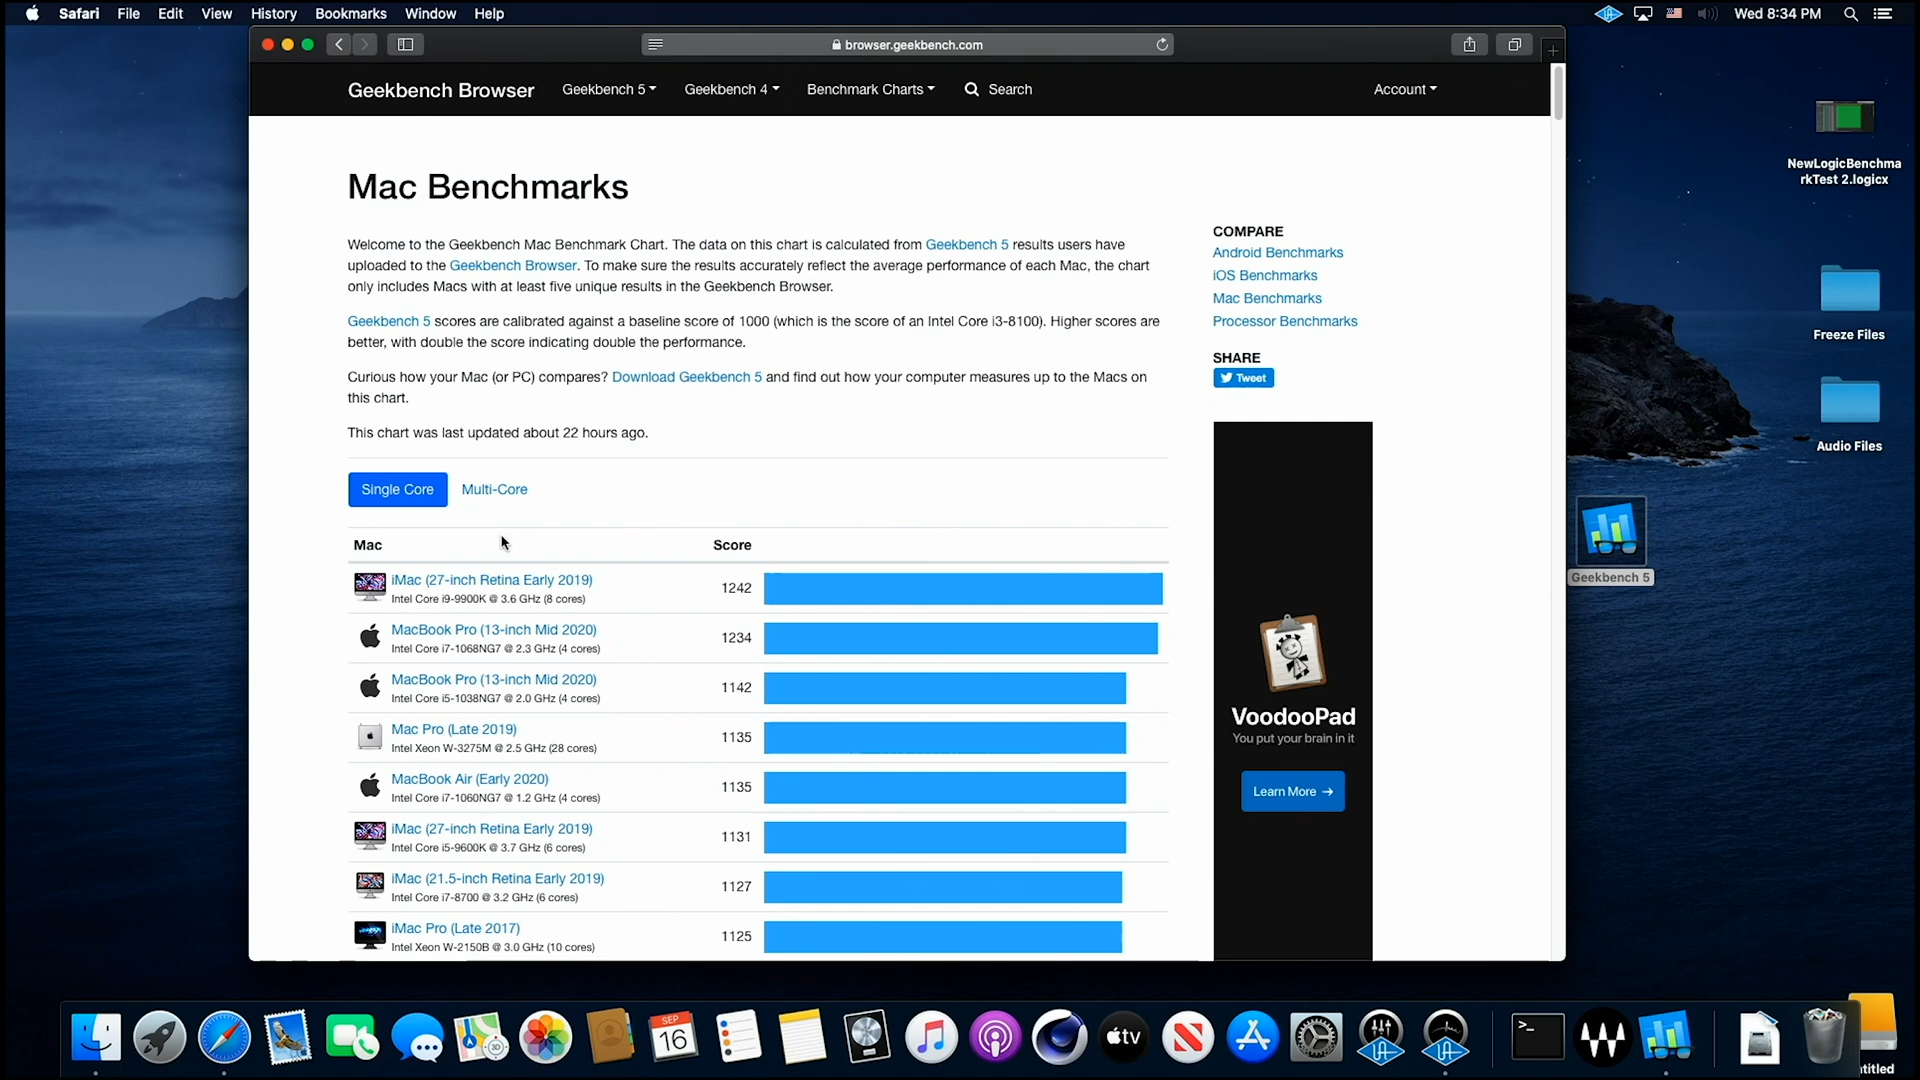 Safari File Edit View History Bookmarks Window Help Wed 8:34 PM
browser.geekbench.com
Geekbench Browser Geekbench 5 Geekbench 4 Benchmark Charts Search Account
Mac Benchmarks
Welcome to the Geekbench Mac Benchmark Chart. The data on this chart is calculated from Geekbench 5 results users have
uploaded to the Geekbench Browser. To make sure the results accurately reflect the average performance of each Mac, the chart
only includes Macs with at least five unique results in the Geekbench Browser.
Geekbench 5 scores are calibrated against a baseline score of 1000 (which is the score of an Intel Core i3-8100). Higher scores are
better, with double the score indicating double the performance.
Curious how your Mac (or PC) compares? Download Geekbench 5 and find out how your computer measures up to the Macs on
this chart.
This chart was last updated about 22 hours ago.
Single Core Multi-Core
Mac Score
iMac (27-inch Retina Early 2019)
Intel Core i9-9900K @ 3.6 GHz (8 cores)
1242
MacBook Pro (13-inch Mid 2020)
Intel Core i7-1068NG7 @ 2.3 GHz (4 cores)
1234
MacBook Pro (13-inch Mid 2020)
Intel Core i5-1038NG7 @ 2.0 GHz (4 cores)
1142
Mac Pro (Late 2019)
Intel Xeon W-3275M @ 2.5 GHz (28 cores)
1135
MacBook Air (Early 2020)
Intel Core i7-1060NG7 @ 1.2 GHz (4 cores)
1135
iMac (27-inch Retina Early 2019)
Intel Core i5-9600K @ 3.7 GHz (6 cores)
1131
iMac (21.5-inch Retina Early 2019)
Intel Core i7-8700 @ 3.2 GHz (6 cores)
1127
iMac Pro (Late 2017)
Intel Xeon W-2150B @ 3.0 GHz (10 cores)
1125
COMPARE
Android Benchmarks
iOS Benchmarks
Mac Benchmarks
Processor Benchmarks
SHARE
Tweet
VoodooPad
You put your brain in it
Learn More →
NewLogicBenchma
rkTest 2.logicx
Freeze Files
Audio Files
Geekbench 5
SEP
16
3D
tv
ntitled